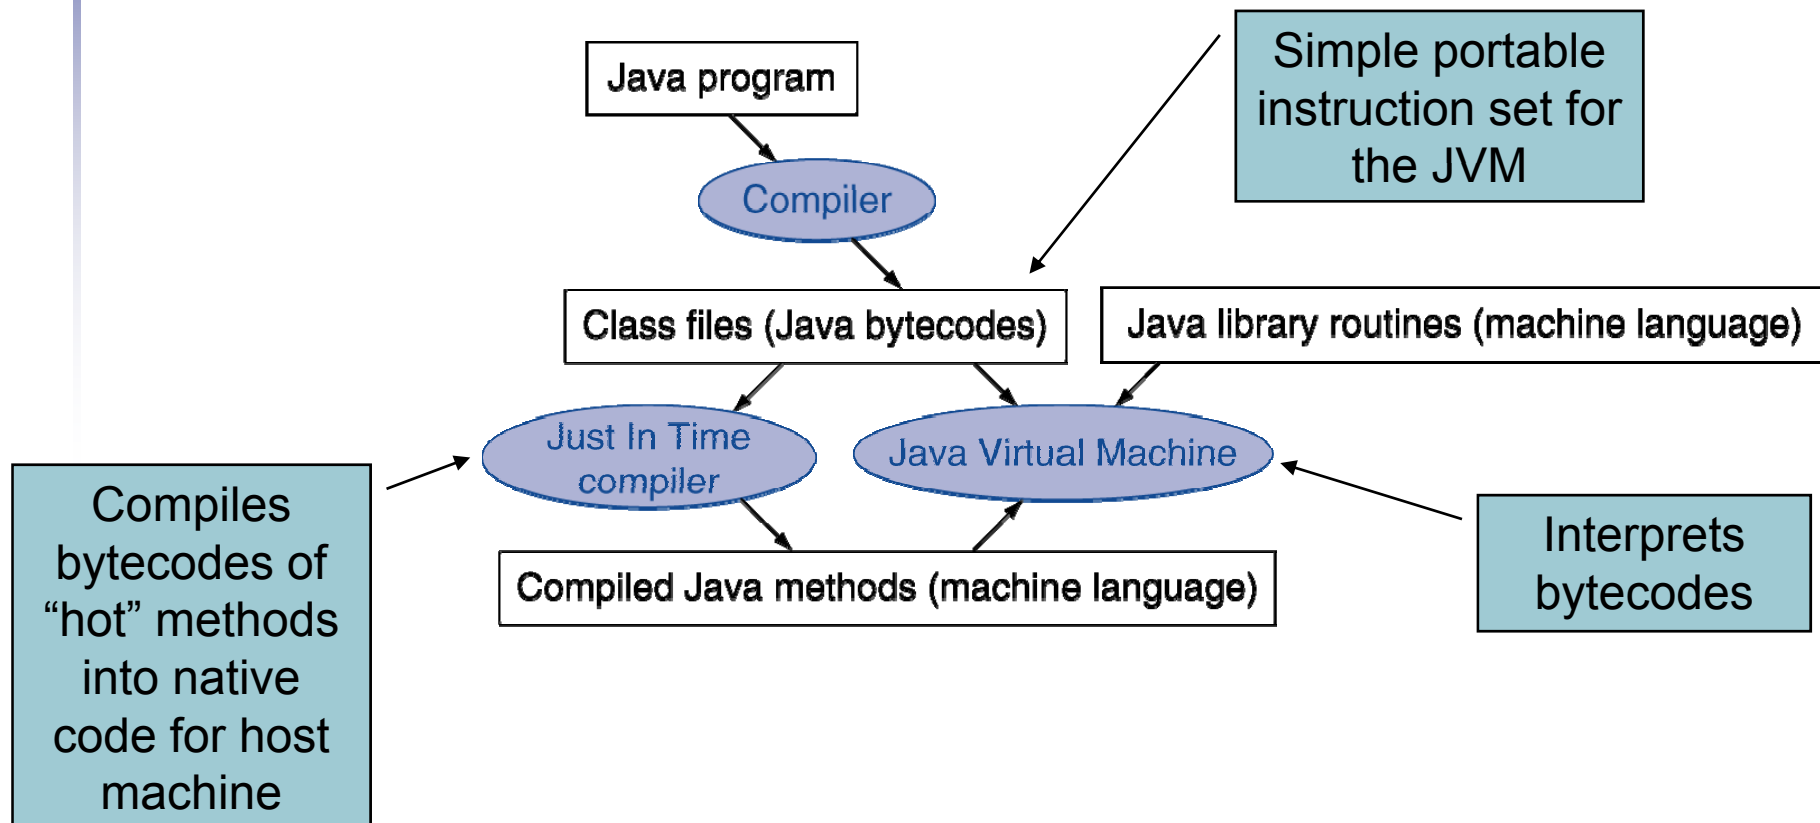 Java program
Simple portable
instruction set for
the JVM
Compiler
Class files (Java bytecodes)
Java library routines (machine language)
Just In Time
compiler
Java Virtual Machine
Compiles
bytecodes of
“hot” methods
into native
code for host
machine
Interprets
bytecodes
Compiled Java methods (machine language)